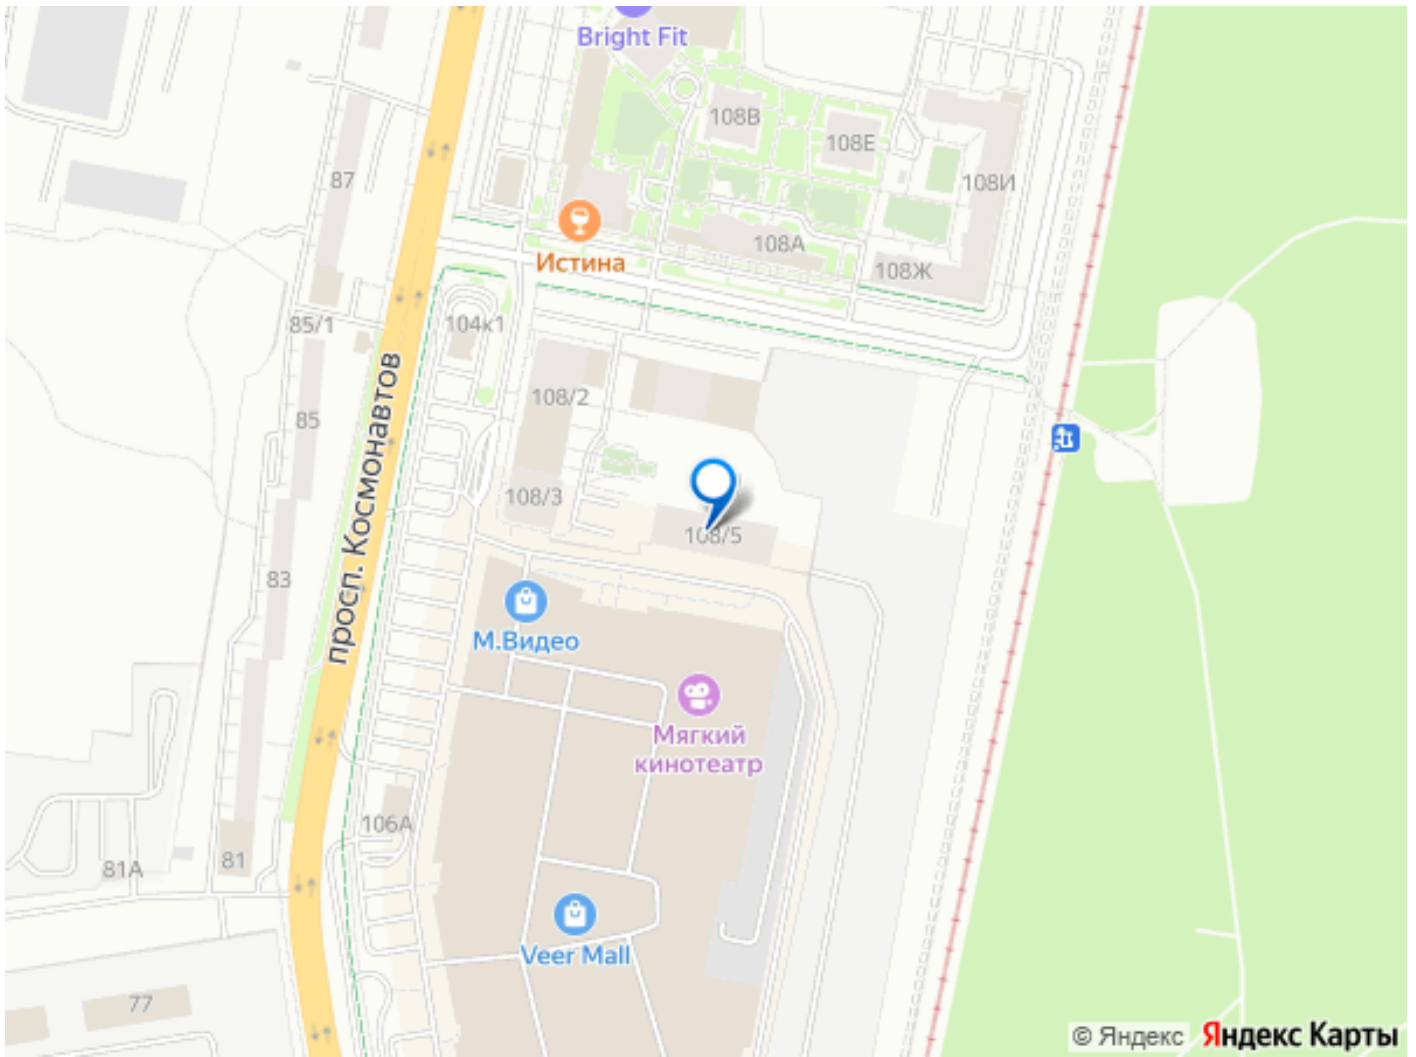 Bright Fit
108В
108Е
87
108И
Истина
108А
108Ж
85/1
104к1
просп. Космонавтов
108/2
85
108/3
108/5
83
М.Видео
Мягкий
кинотеатр
106А
81
81А
Veer Mall
77
© Яндекс
Яндекс Карты